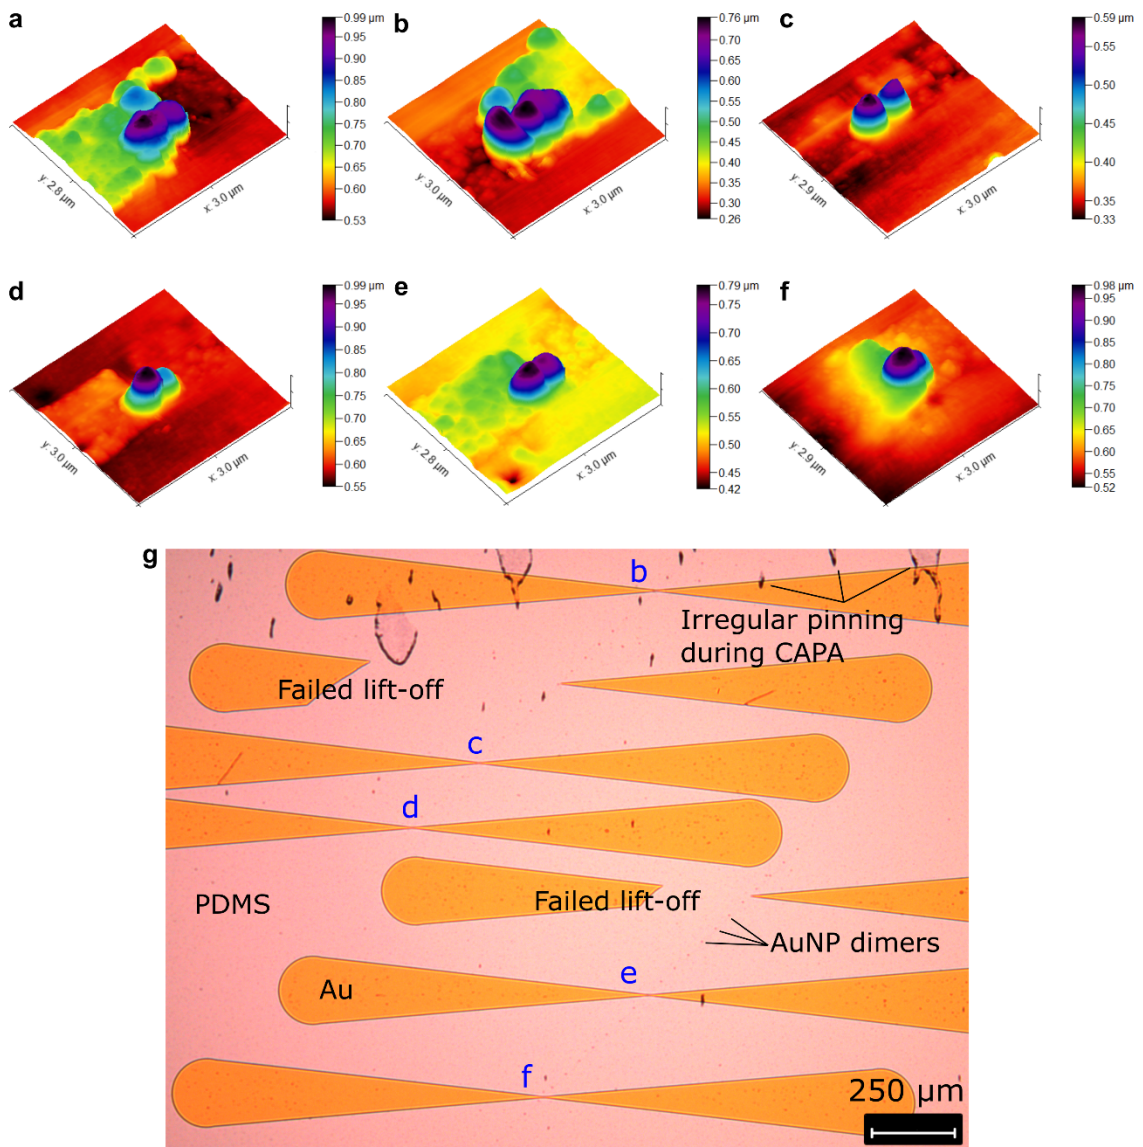 a
0.99 µm
0.95
0.90
0.85
0.80
0.75
0.70
0.65
0.60
0.53
y: 2.8 µm
x: 3.0 µm
b
0.76 µm
0.70
0.65
0.60
0.55
0.50
0.45
0.40
0.35
0.30
0.26
y: 3.0 µm
x: 3.0 µm
c
0.59 µm
0.55
0.50
0.45
0.40
0.35
0.33
y: 2.9 µm
x: 3.0 µm
d
0.99 µm
0.95
0.90
0.85
0.80
0.75
0.70
0.65
0.60
0.55
y: 3.0 µm
x: 3.0 µm
e
0.79 µm
0.75
0.70
0.65
0.60
0.55
0.50
0.45
0.42
y: 2.8 µm
x: 3.0 µm
f
0.98 µm
0.95
0.90
0.85
0.80
0.75
0.70
0.65
0.60
0.55
0.52
y: 2.9 µm
x: 3.0 µm
g
b
Irregular pinning
during CAPA
Failed lift-off
c
d
PDMS
Failed lift-off
AuNP dimers
e
Au
f
250 µm